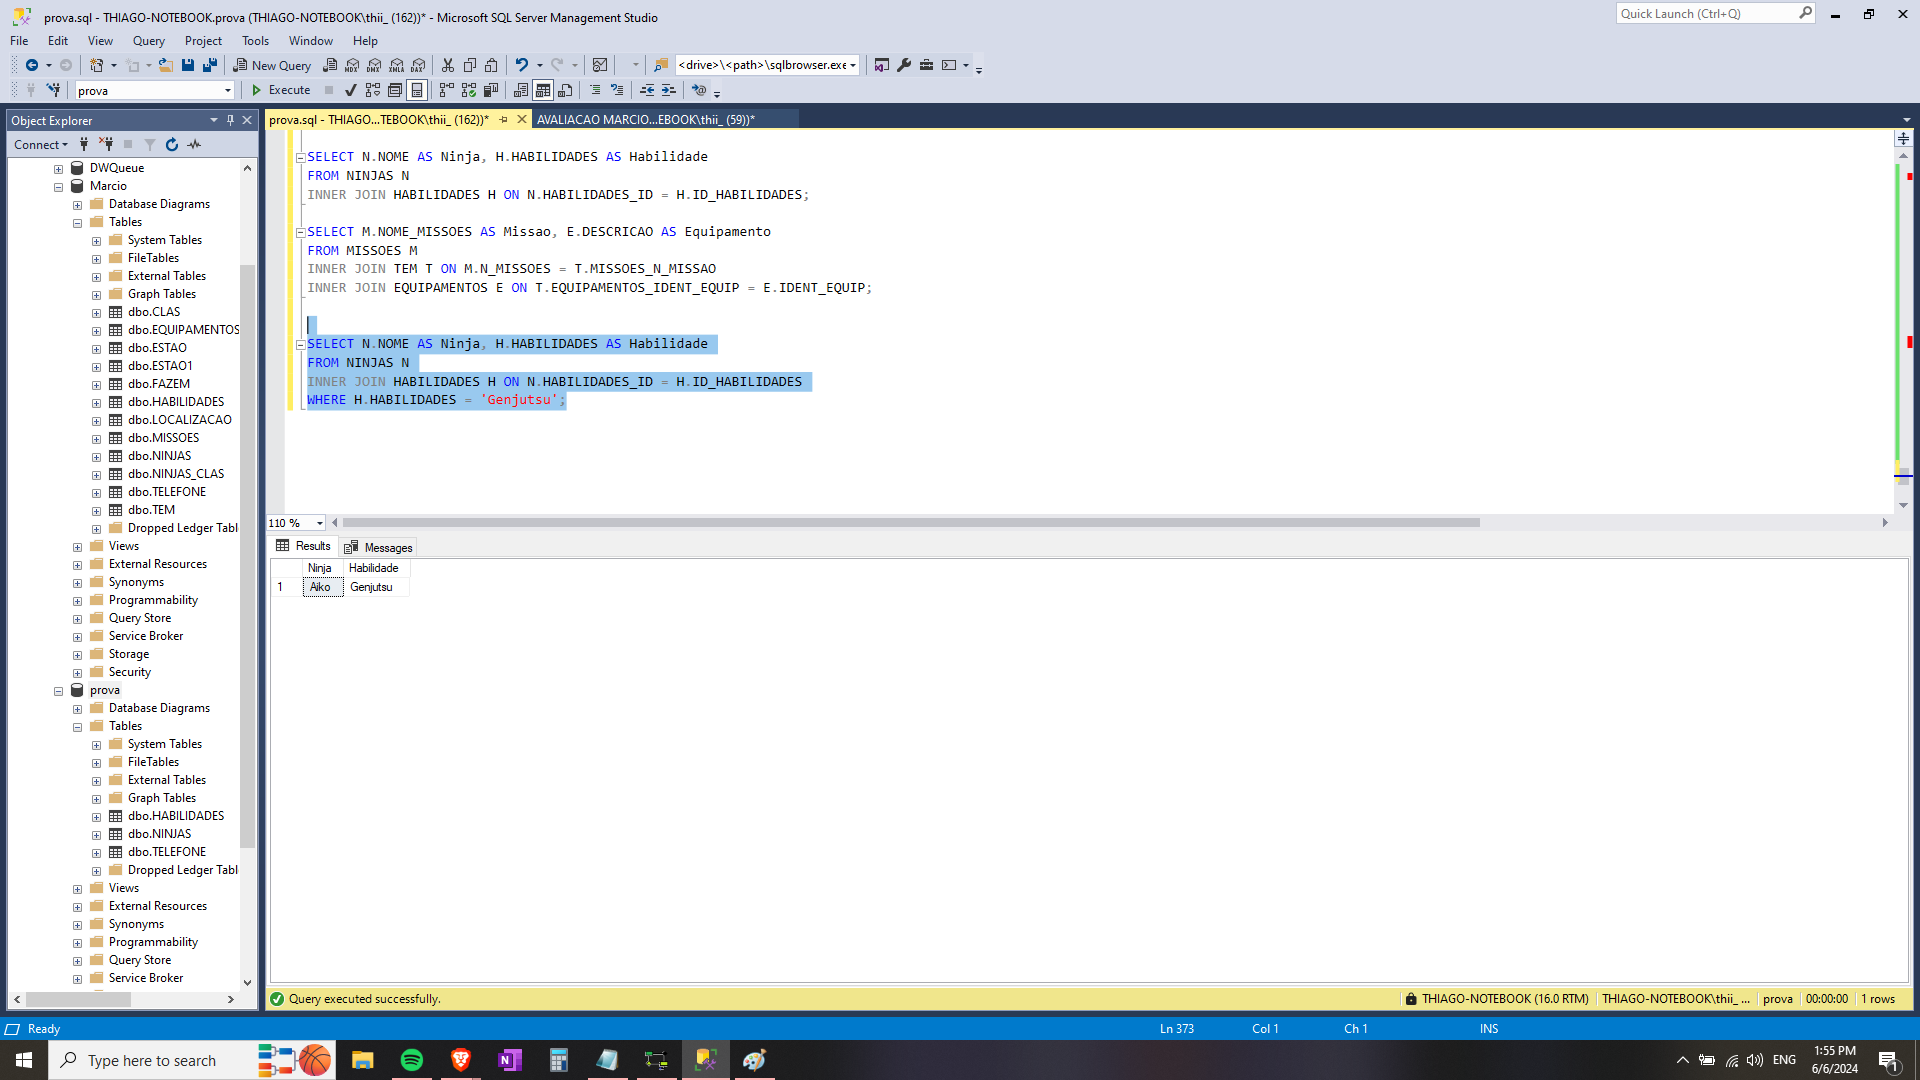 prova.sql - THIAGO-NOTEBOOK.prova (THIAGO-NOTEBOOK\thii_ (162))* - Microsoft SQL Server Management Studio
Quick Launch (Ctrl+Q)
File Edit View Query Project Tools Window Help
New Query
MDX DMX XMLA DAX
<drive>\<path>\sqlbrowser.exe
prova
Execute
Object Explorer
prova.sql - THIAGO...TEBOOK\thii_ (162))*
AVALIACAO MARCIO...EBOOK\thii_ (59))*
Connect
DWQueue
Marcio
Database Diagrams
Tables
System Tables
FileTables
External Tables
Graph Tables
dbo.CLAS
dbo.EQUIPAMENTOS
dbo.ESTAO
dbo.ESTAO1
dbo.FAZEM
dbo.HABILIDADES
dbo.LOCALIZACAO
dbo.MISSOES
dbo.NINJAS
dbo.NINJAS_CLAS
dbo.TELEFONE
dbo.TEM
Dropped Ledger Tabl
Views
External Resources
Synonyms
Programmability
Query Store
Service Broker
Storage
Security
prova
Database Diagrams
Tables
System Tables
FileTables
External Tables
Graph Tables
dbo.HABILIDADES
dbo.NINJAS
dbo.TELEFONE
Dropped Ledger Tabl
Views
External Resources
Synonyms
Programmability
Query Store
Service Broker
SELECT N.NOME AS Ninja, H.HABILIDADES AS Habilidade
FROM NINJAS N
INNER JOIN HABILIDADES H ON N.HABILIDADES_ID = H.ID_HABILIDADES;
SELECT M.NOME_MISSOES AS Missao, E.DESCRICAO AS Equipamento
FROM MISSOES M
INNER JOIN TEM T ON M.N_MISSOES = T.MISSOES_N_MISSAO
INNER JOIN EQUIPAMENTOS E ON T.EQUIPAMENTOS_IDENT_EQUIP = E.IDENT_EQUIP;
SELECT N.NOME AS Ninja, H.HABILIDADES AS Habilidade
FROM NINJAS N
INNER JOIN HABILIDADES H ON N.HABILIDADES_ID = H.ID_HABILIDADES
WHERE H.HABILIDADES = 'Genjutsu';
110 %
Results Messages
Ninja Habilidade
1 Aiko Genjutsu
Query executed successfully.
THIAGO-NOTEBOOK (16.0 RTM) THIAGO-NOTEBOOK\thii_ ... prova 00:00:00 1 rows
Ready
Ln 373 Col 1 Ch 1 INS
Type here to search
N
ENG
1:55 PM
6/6/2024
1